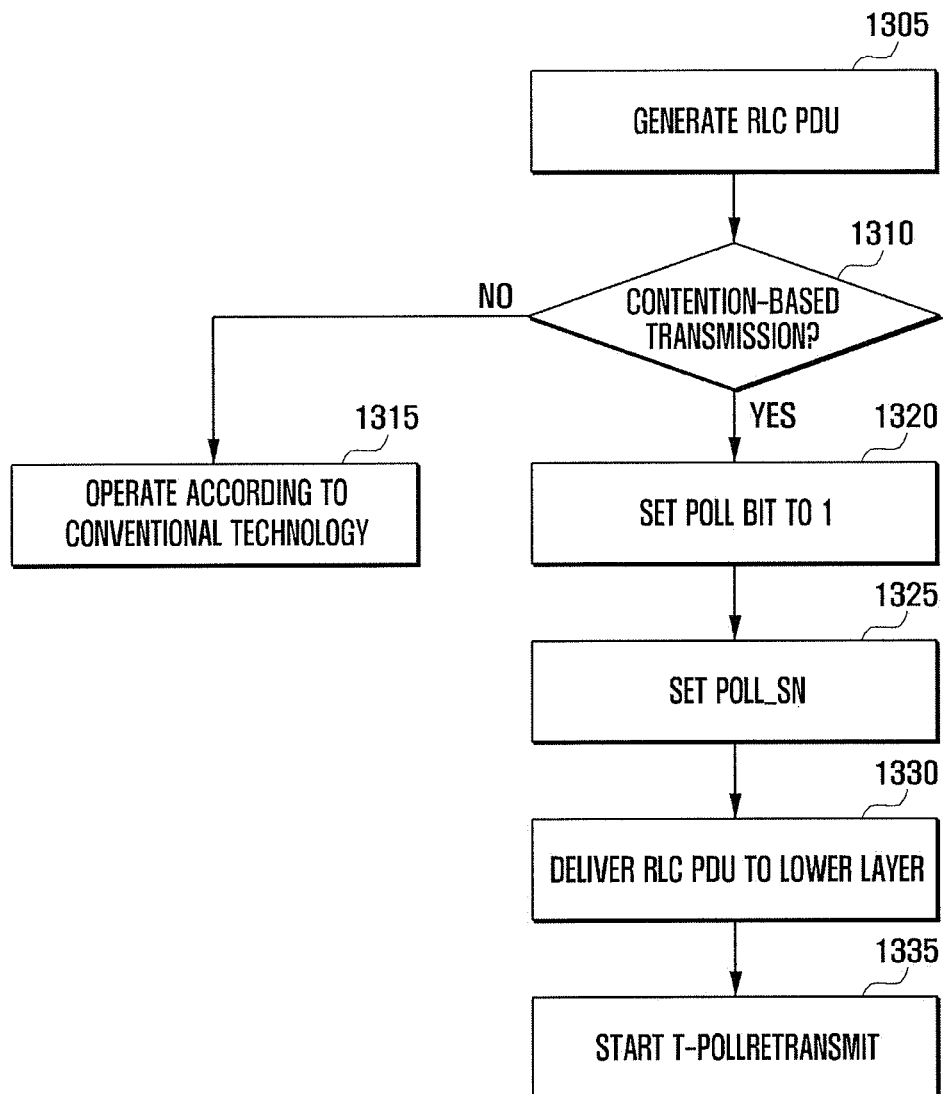 1305
GENERATE RLC PDU
1310
CONTENTION-BASED
TRANSMISSION?
NO
YES
1315
OPERATE ACCORDING TO
CONVENTIONAL TECHNOLOGY
1320
SET POLL BIT TO 1
1325
SET POLL_SN
1330
DELIVER RLC PDU TO LOWER LAYER
1335
START T-POLLRETRANSMIT